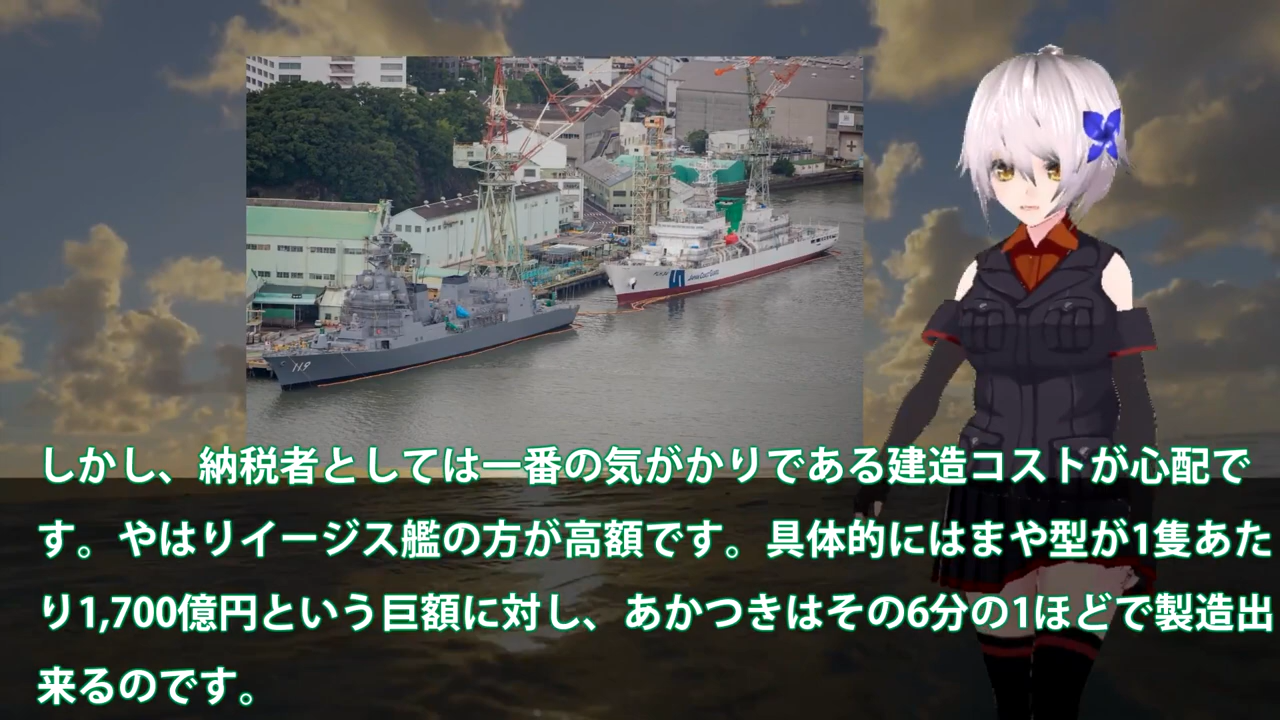 119
JAPAN COAST GUARD
しかし、納税者としては一番の気がかりである建造コストが心配で
す。やはりイージス艦の方が高額です。具体的にはまや型が1隻あた
り1,700億円という巨額に対し、あかつきはその6分の1ほどで製造出
来るのです。